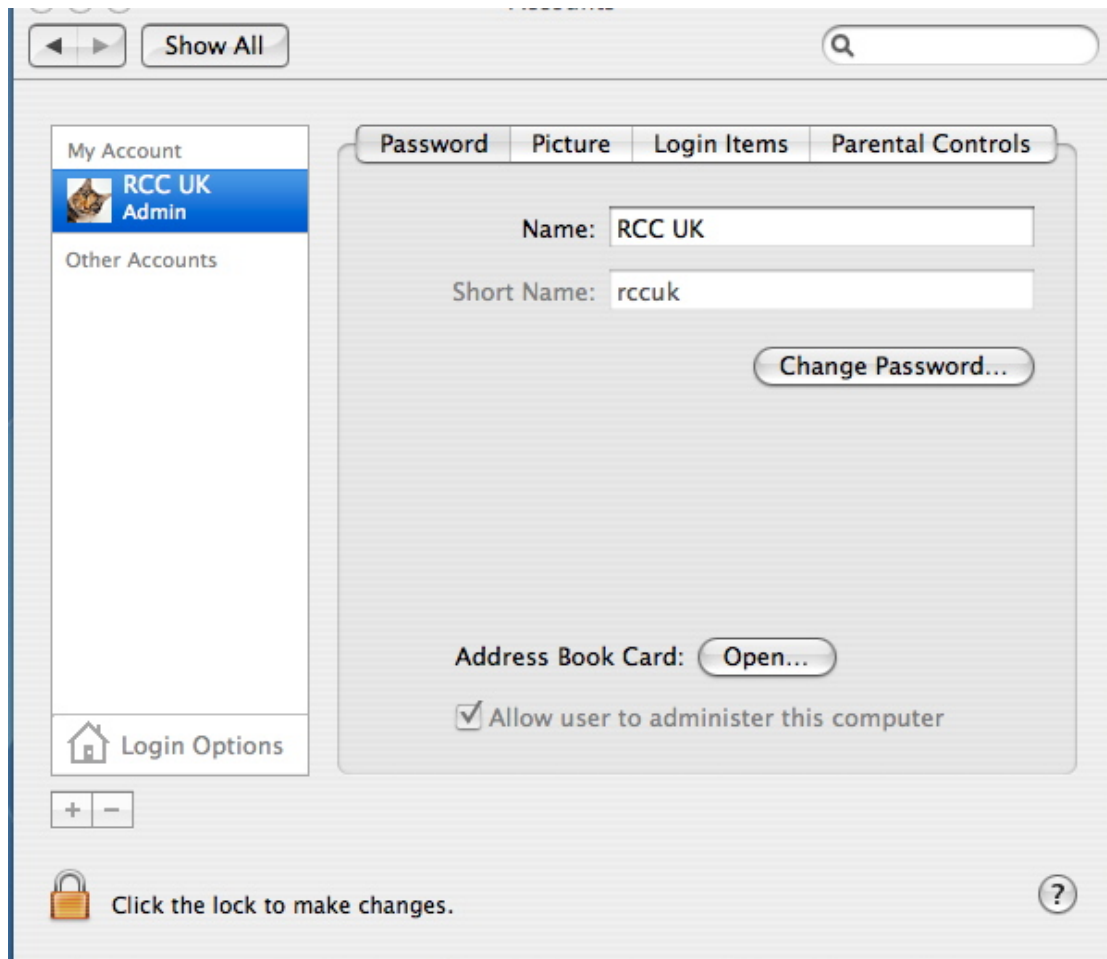 Show All
My Account
RCC UK
Admin
Other Accounts
Login Options
Password Picture Login Items Parental Controls
Name: RCC UK
Short Name: rccuk
Change Password...
Address Book Card: Open...
Allow user to administer this computer
+ −
Click the lock to make changes.
?